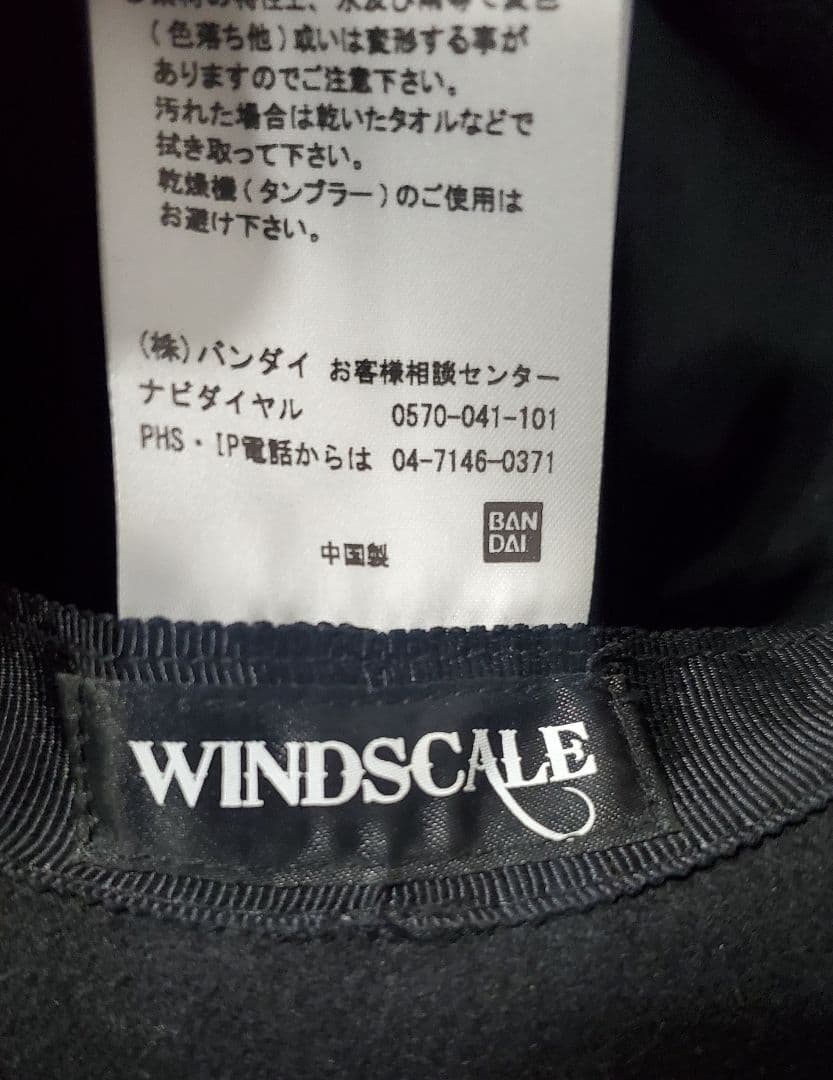 (色落ち他)或いは変形する事が
ありますのでご注意下さい。
汚れた場合は乾いたタオルなどで
拭き取って下さい。
乾燥機(タンブラー)のご使用は
お避け下さい。
(株)バンダイ お客様相談センター
ナビダイヤル 0570-041-101
PHS・IP電話からは 04-7146-0371
中国製
BAN
DAI
WINDSCALE